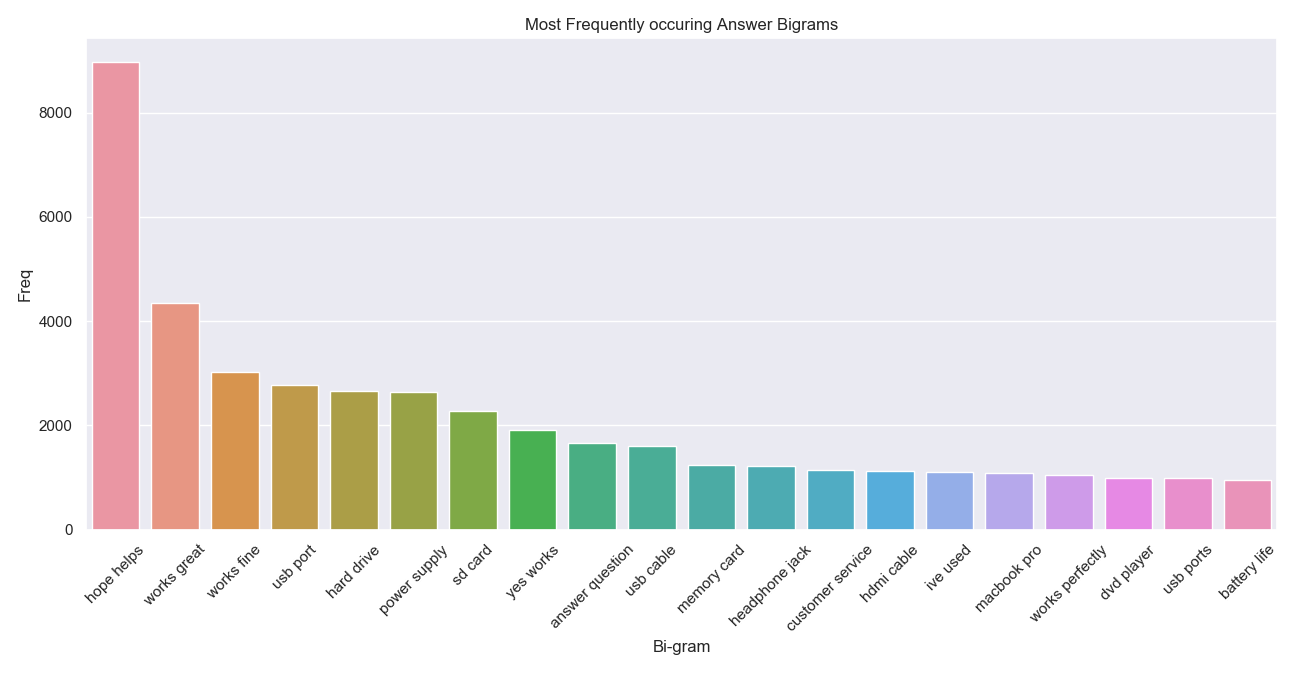 Most Frequently occuring Answer Bigrams
Freq
8000
6000
4000
2000
0
hope helps
works great
works fine
usb port
hard drive
power supply
sd card
yes works
answer question
usb cable
memory card
headphone jack
customer service
hdmi cable
ive used
macbook pro
works perfectly
dvd player
usb ports
battery life
Bi-gram